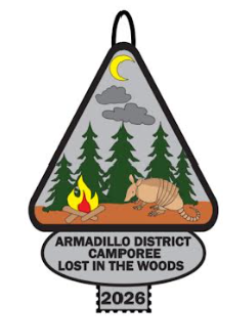 ARMADILLO DISTRICT
CAMPOREE
LOST IN THE WOODS
2026